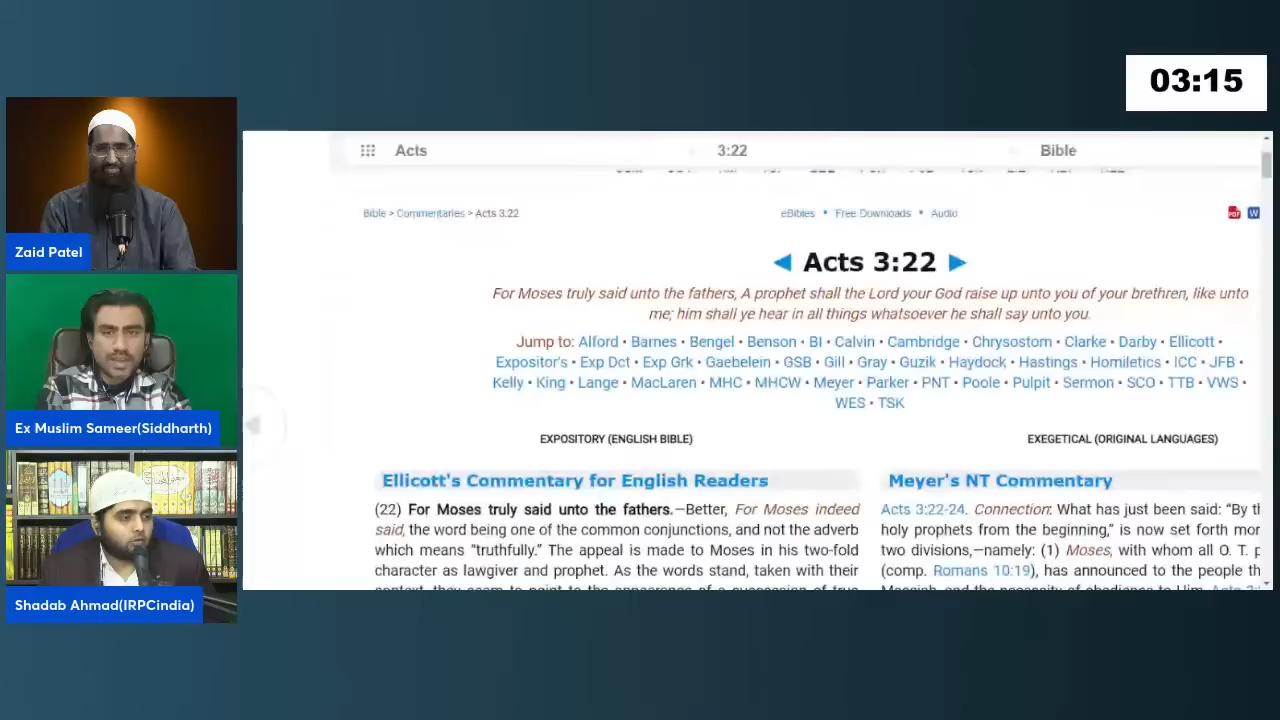 03:15
Zaid Patel
Ex Muslim Sameer(Siddharth)
Shadab Ahmad(IRPCindia)
Acts 3:22 Bible
Bible > Commentaries > Acts 3:22 eBibles • Free Downloads • Audio PDF W
◄ Acts 3:22 ►
For Moses truly said unto the fathers, A prophet shall the Lord your God raise up unto you of your brethren, like unto
me; him shall ye hear in all things whatsoever he shall say unto you.
Jump to: Alford • Barnes • Bengel • Benson • BI • Calvin • Cambridge • Chrysostom • Clarke • Darby • Ellicott •
Expositor's • Exp Dct • Exp Grk • Gaebelein • GSB • Gill • Gray • Guzik • Haydock • Hastings • Homiletics • ICC • JFB •
Kelly • King • Lange • MacLaren • MHC • MHCW • Meyer • Parker • PNT • Poole • Pulpit • Sermon • SCO • TTB • VWS •
WES • TSK
EXPOSITORY (ENGLISH BIBLE)
Ellicott's Commentary for English Readers
(22) For Moses truly said unto the fathers.—Better, For Moses indeed
said, the word being one of the common conjunctions, and not the adverb
which means "truthfully." The appeal is made to Moses in his two-fold
character as lawgiver and prophet. As the words stand, taken with their
EXEGETICAL (ORIGINAL LANGUAGES)
Meyer's NT Commentary
Acts 3:22-24. Connection: What has just been said: "By th
holy prophets from the beginning," is now set forth mor
two divisions,—namely: (1) Moses, with whom all O. T. p
(comp. Romans 10:19), has announced to the people th